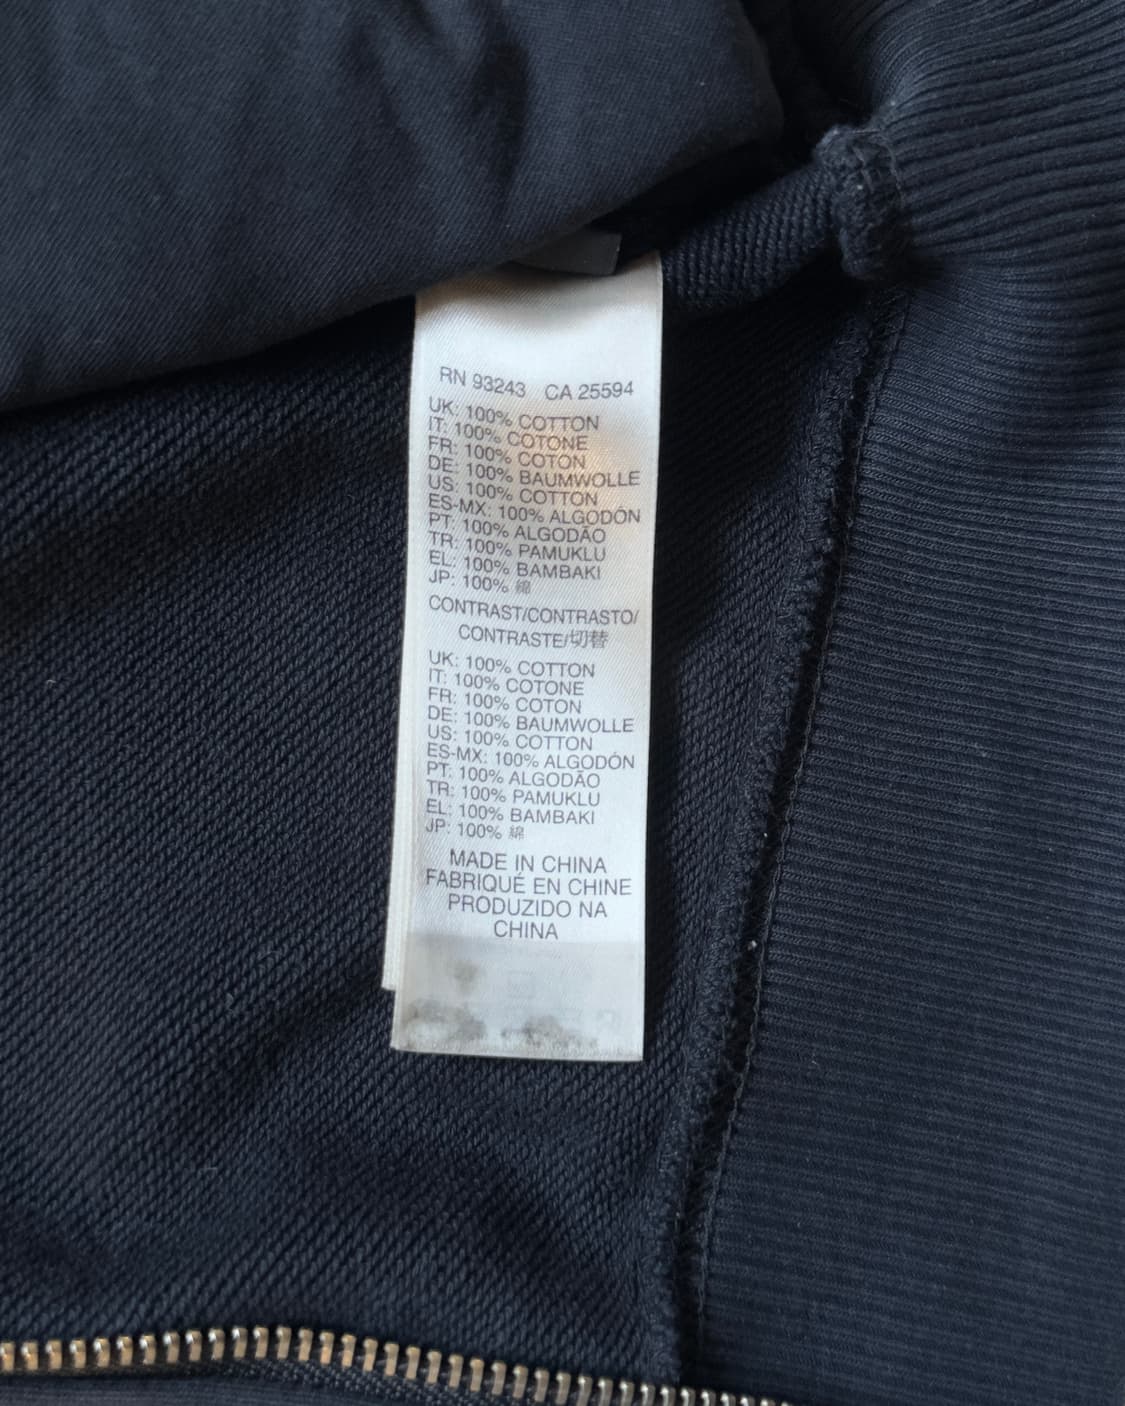 RN 93243 CA 25594
UK: 100% COTTON
IT: 100% COTONE
FR: 100% COTON
DE: 100% BAUMWOLLE
US: 100% COTTON
ES-MX: 100% ALGODÓN
PT: 100% ALGODÃO
TR: 100% PAMUKLU
EL: 100% BAMBAKI
JP: 100% 綿
CONTRAST/CONTRASTO/
CONTRASTE/切替
UK: 100% COTTON
IT: 100% COTONE
FR: 100% COTON
DE: 100% BAUMWOLLE
US: 100% COTTON
ES-MX: 100% ALGODÓN
PT: 100% ALGODÃO
TR: 100% PAMUKLU
EL: 100% BAMBAKI
JP: 100% 綿
MADE IN CHINA
FABRIQUÉ EN CHINE
PRODUZIDO NA
CHINA